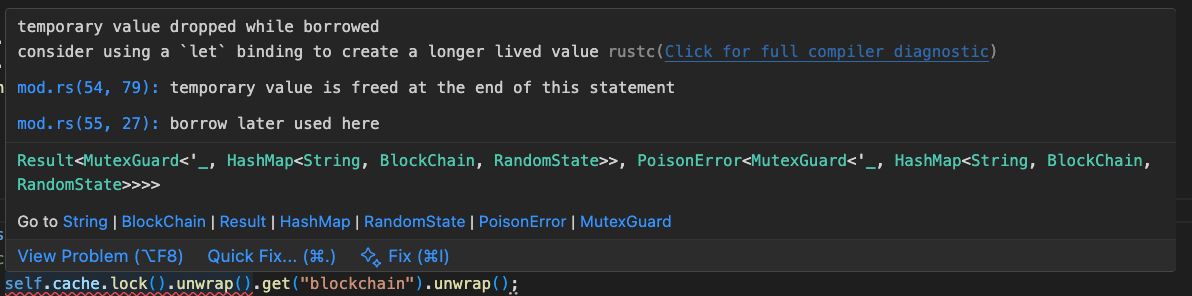 temporary value dropped while borrowed
consider using a `let` binding to create a longer lived value rustc(Click for full compiler diagnostic)
mod.rs(54, 79): temporary value is freed at the end of this statement
mod.rs(55, 27): borrow later used here
Result<MutexGuard<'_, HashMap<String, BlockChain, RandomState>>, PoisonError<MutexGuard<'_, HashMap<String, BlockChain,
RandomState>>>>
Go to String | BlockChain | Result | HashMap | RandomState | PoisonError | MutexGuard
View Problem (⌥F8) Quick Fix... (⌘.) Fix (⌘I)
self.cache.lock().unwrap().get("blockchain").unwrap();